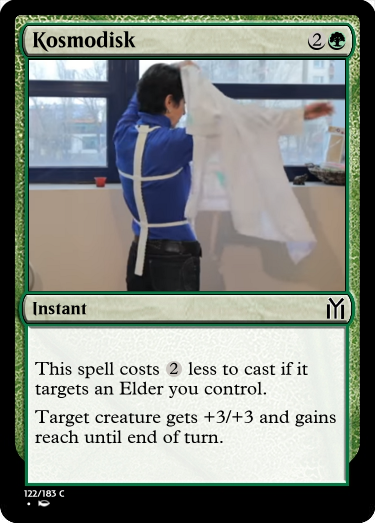 Kosmodisk 2
Instant
This spell costs 2 less to cast if it
targets an Elder you control.
Target creature gets +3/+3 and gains
reach until end of turn.
122/183 C